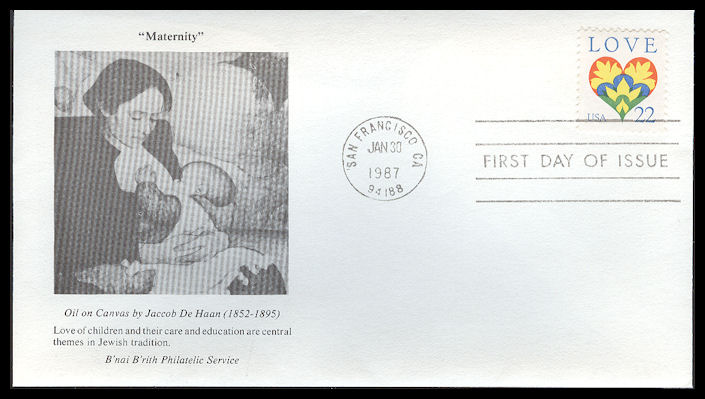 "Maternity"
Oil on Canvas by Jaccob De Haan (1852-1895)
Love of children and their care and education are central
themes in Jewish tradition.
B'nai B'rith Philatelic Service
SAN FRANCISCO CA
JAN 30
1987
94188
LOVE
USA 22
FIRST DAY OF ISSUE